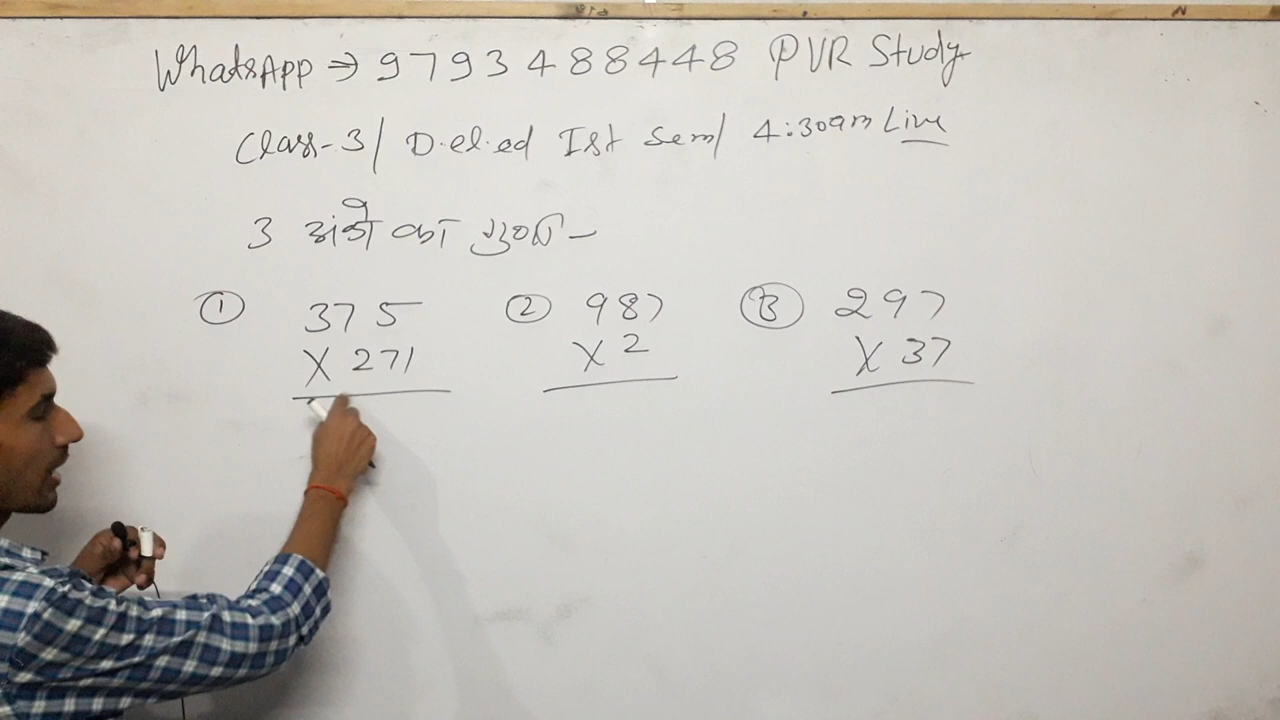 WhatsApp → 9793488448 PVR Study
Class-3/ D.el.ed Ist Sem/ 4:30am Live
3 अंको का गुणा -
① 375 ② 987 ③ 297
X 271 X 2 X 37